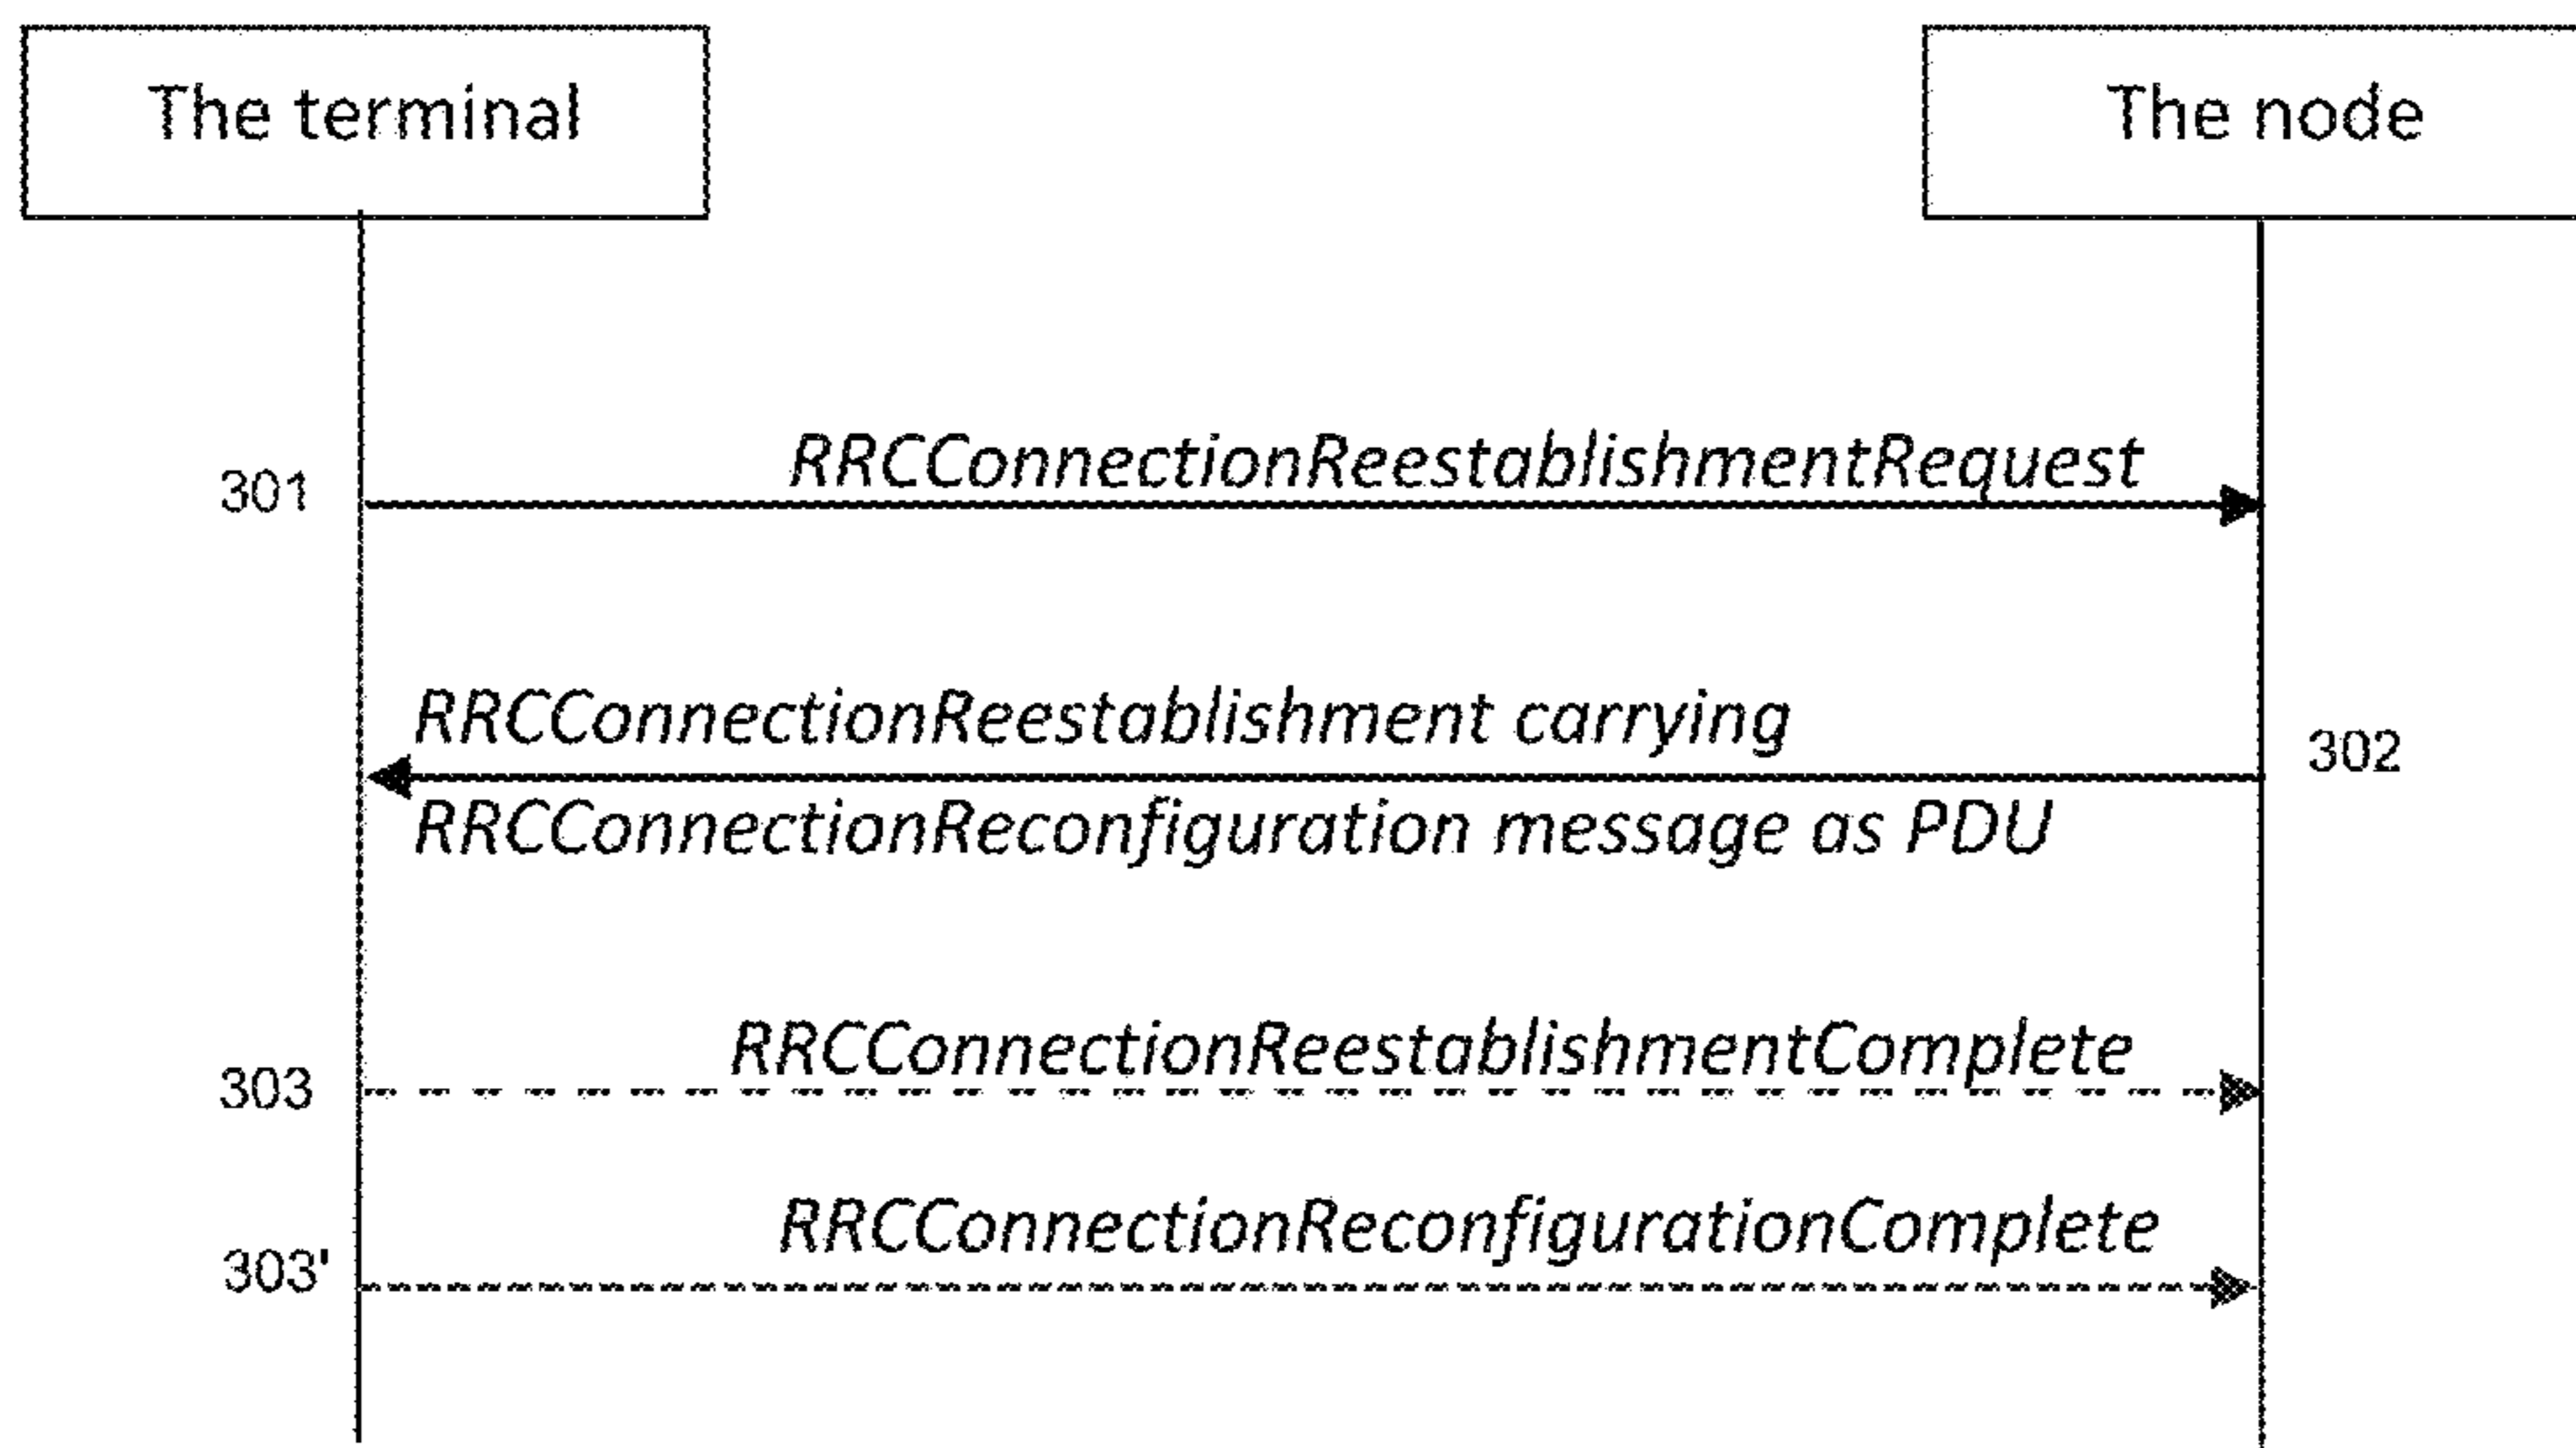 The terminal
The node
RRCConnectionReestablishmentRequest
301
RRCConnectionReestablishment carrying
302
RRCConnectionReconfiguration message as PDU
RRCConnectionReestablishmentComplete
303
RRCConnectionReconfigurationComplete
303'